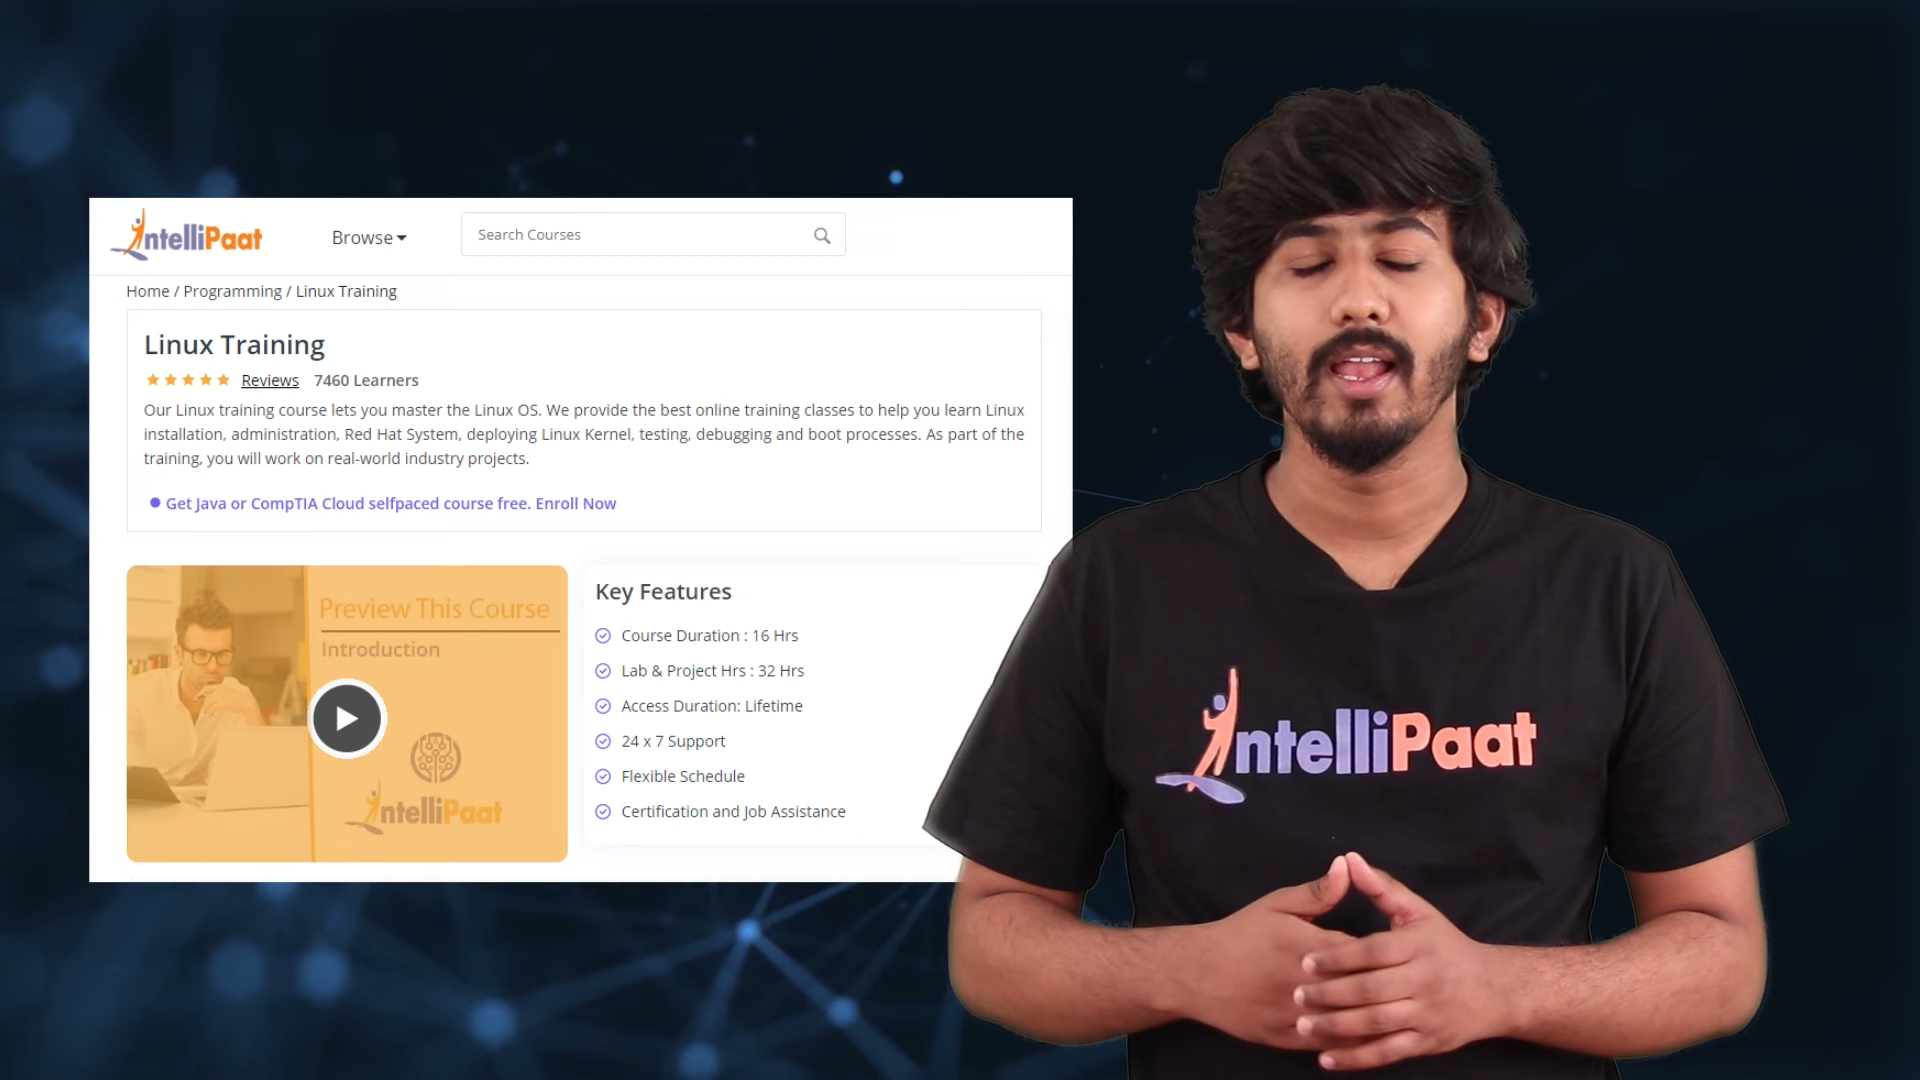 IntelliPaat
Browse
Search Courses
Home / Programming / Linux Training
Linux Training
Reviews 7460 Learners
Our Linux training course lets you master the Linux OS. We provide the best online training classes to help you learn Linux
installation, administration, Red Hat System, deploying Linux Kernel, testing, debugging and boot processes. As part of the
training, you will work on real-world industry projects.
Get Java or CompTIA Cloud selfpaced course free. Enroll Now
Preview This Course
Introduction
IntelliPaat
Key Features
Course Duration : 16 Hrs
Lab & Project Hrs : 32 Hrs
Access Duration: Lifetime
24 x 7 Support
Flexible Schedule
Certification and Job Assistance
IntelliPaat